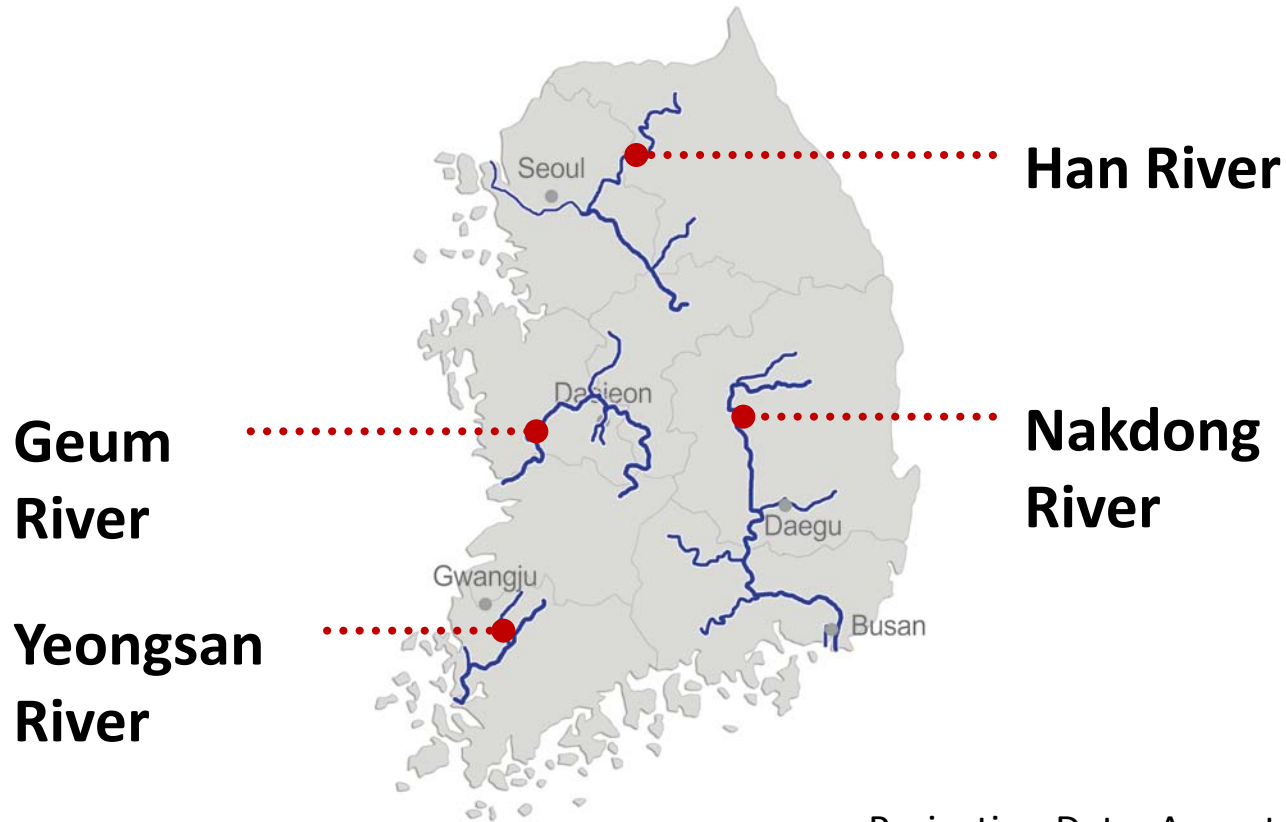 Seoul
Han River
Daejeon
Geum
River
Nakdong
River
Daegu
Gwangju
Yeongsan
River
Busan